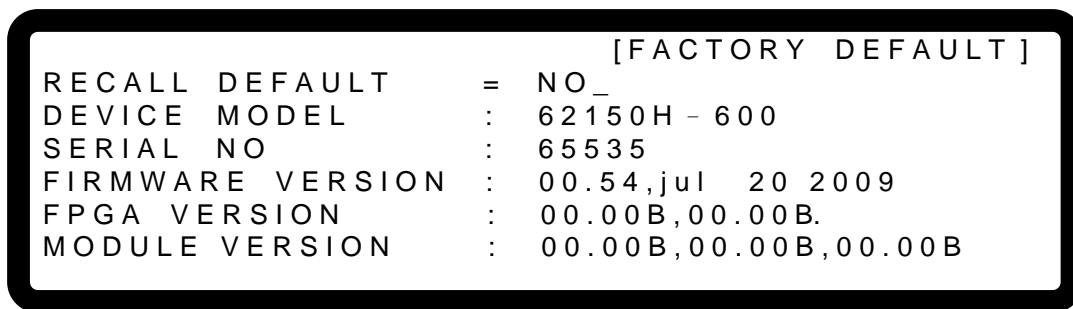 [FACTORY DEFAULT]
RECALL DEFAULT = NO_
DEVICE MODEL : 62150H-600
SERIAL NO : 65535
FIRMWARE VERSION : 00.54,jul 20 2009
FPGA VERSION : 00.00B,00.00B.
MODULE VERSION : 00.00B,00.00B,00.00B